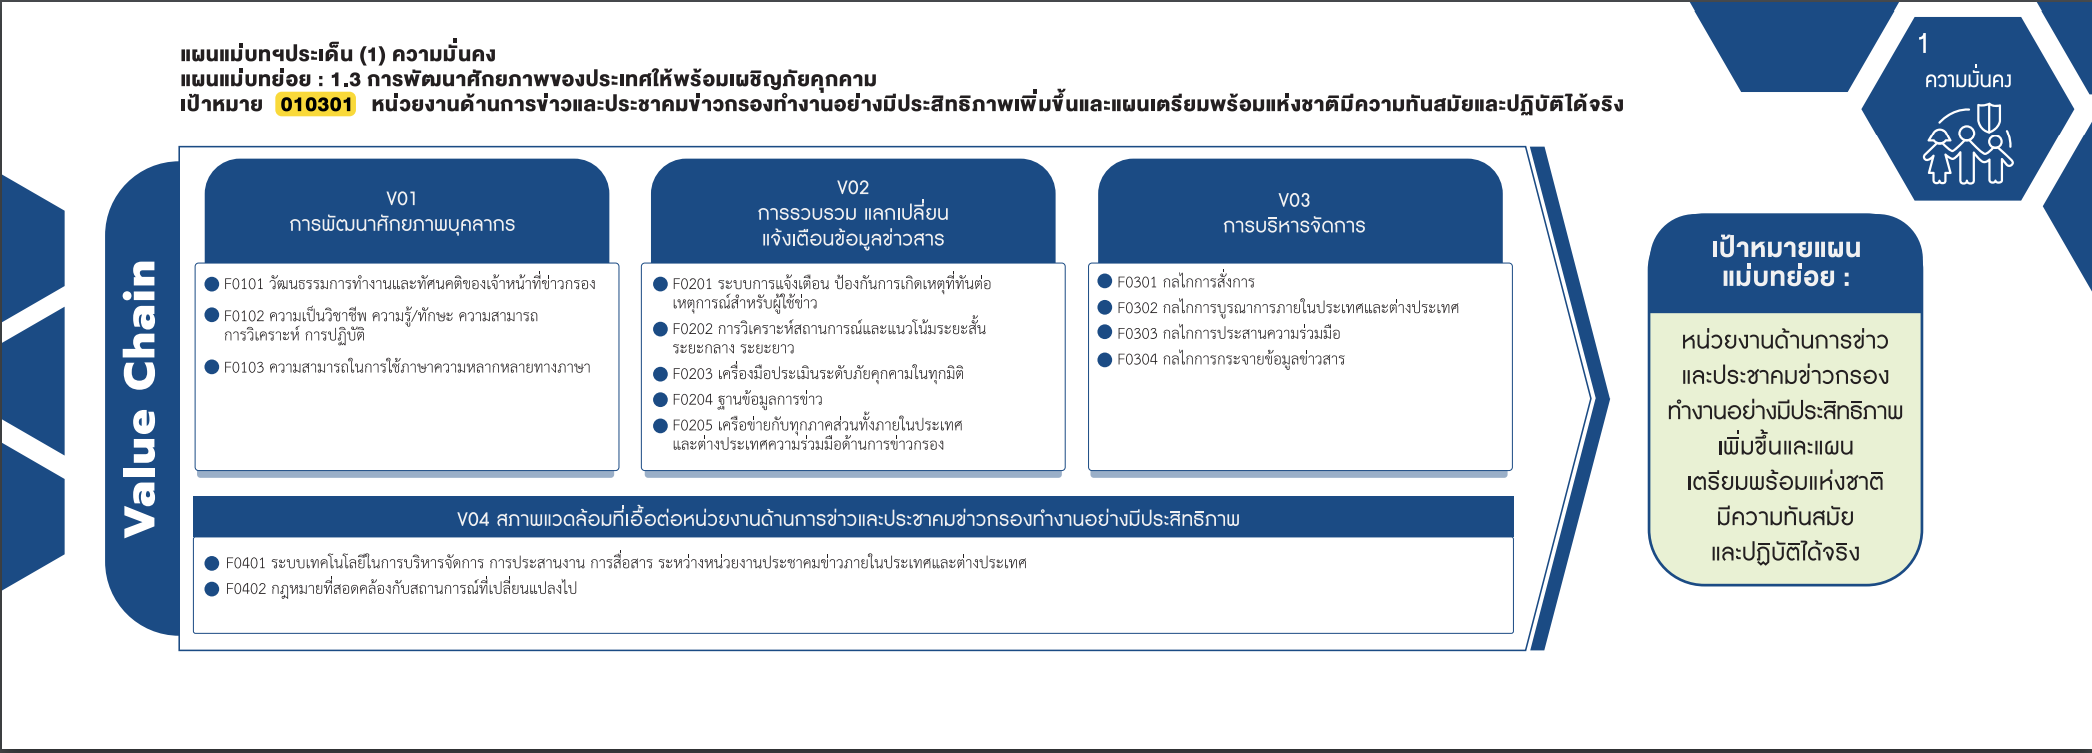 แผนแม่บทฯประเด็น (1) ความมั่นคง
แผนแม่บทย่อย : 1.3 การพัฒนาศักยภาพของประเทศให้พร้อมเผชิญภัยคุกคาม
เป้าหมาย 010301 หน่วยงานด้านการข่าวและประชาคมข่าวกรองทำงานอย่างมีประสิทธิภาพเพิ่มขึ้นและแผนเตรียมพร้อมแห่งชาติมีความทันสมัยและปฏิบัติได้จริง
1
ความมั่นคง
Value Chain
V01
การพัฒนาศักยภาพบุคลากร
F0101 วัฒนธรรมการทำงานและทัศนคติของเจ้าหน้าที่ข่าวกรอง
F0102 ความเป็นวิชาชีพ ความรู้/ทักษะ ความสามารถ
การวิเคราะห์ การปฏิบัติ
F0103 ความสามารถในการใช้ภาษาความหลากหลายทางภาษา
V02
การรวบรวม แลกเปลี่ยน
แจ้งเตือนข้อมูลข่าวสาร
F0201 ระบบการแจ้งเตือน ป้องกันการเกิดเหตุที่ทันต่อ
เหตุการณ์สำหรับผู้ใช้ข่าว
F0202 การวิเคราะห์สถานการณ์และแนวโน้มระยะสั้น
ระยะกลาง ระยะยาว
F0203 เครื่องมือประเมินระดับภัยคุกคามในทุกมิติ
F0204 ฐานข้อมูลการข่าว
F0205 เครือข่ายกับทุกภาคส่วนทั้งภายในประเทศ
และต่างประเทศความร่วมมือด้านการข่าวกรอง
V03
การบริหารจัดการ
F0301 กลไกการสั่งการ
F0302 กลไกการบูรณาการภายในประเทศและต่างประเทศ
F0303 กลไกการประสานความร่วมมือ
F0304 กลไกการกระจายข้อมูลข่าวสาร
V04 สภาพแวดล้อมที่เอื้อต่อหน่วยงานด้านการข่าวและประชาคมข่าวกรองทำงานอย่างมีประสิทธิภาพ
F0401 ระบบเทคโนโลยีในการบริหารจัดการ การประสานงาน การสื่อสาร ระหว่างหน่วยงานประชาคมข่าวภายในประเทศและต่างประเทศ
F0402 กฎหมายที่สอดคล้องกับสถานการณ์ที่เปลี่ยนแปลงไป
เป้าหมายแผน
แม่บทย่อย :
หน่วยงานด้านการข่าว
และประชาคมข่าวกรอง
ทำงานอย่างมีประสิทธิภาพ
เพิ่มขึ้นและแผน
เตรียมพร้อมแห่งชาติ
มีความทันสมัย
และปฏิบัติได้จริง